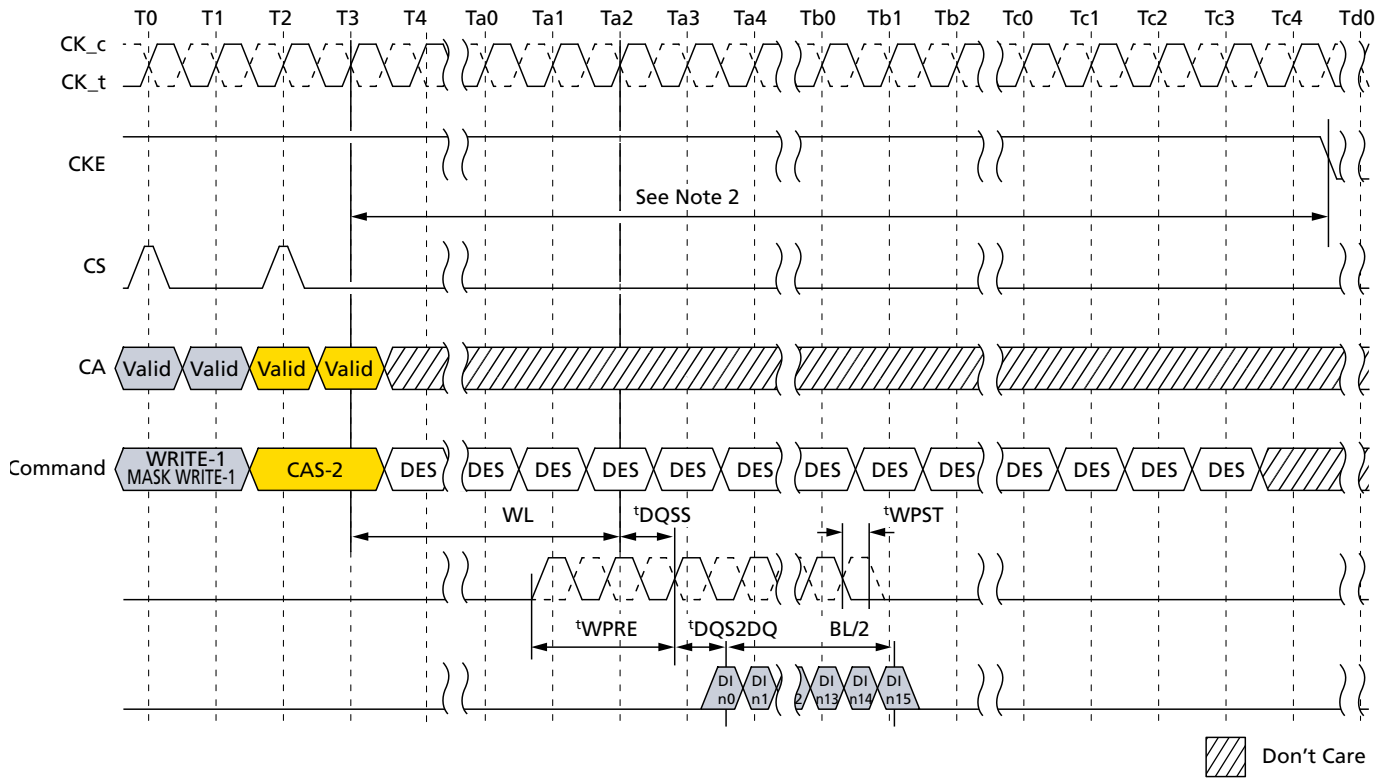 T0 T1 T2 T3 T4 Ta0 Ta1 Ta2 Ta3 Ta4 Tb0 Tb1 Tb2 Tc0 Tc1 Tc2 Tc3 Tc4 Td0
CK_c
CK_t
CKE
See Note 2
CS
CA Valid Valid Valid Valid
Command WRITE-1 MASK WRITE-1 CAS-2 DES DES DES DES DES DES DES DES DES DES DES DES DES
WL tDQSS tWPST
tWPRE tDQS2DQ BL/2
DI DI DI DI DI
n0 n1 2 n13 n14 n15
Don't Care